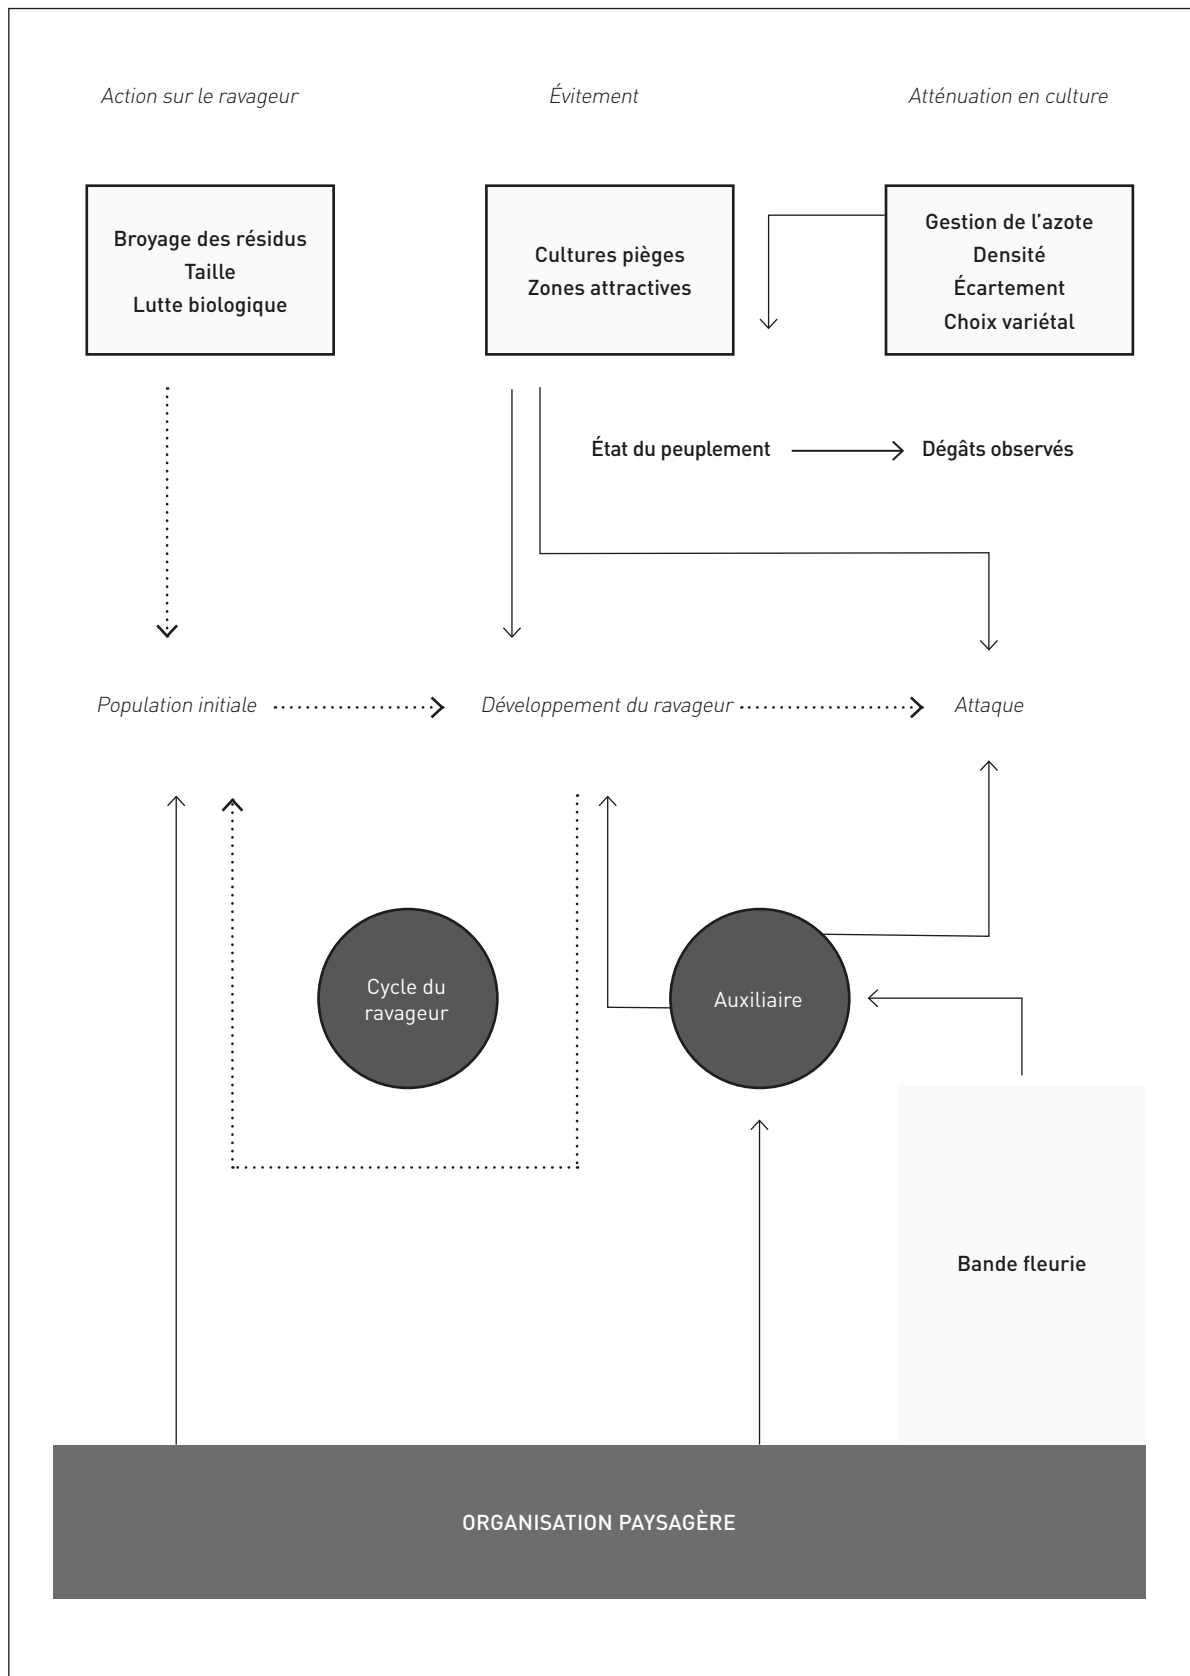 Action sur le ravageur
Évitement
Atténuation en culture
Broyage des résidus
Taille
Lutte biologique
Cultures pièges
Zones attractives
Gestion de l'azote
Densité
Écartement
Choix variétal
État du peuplement
Dégâts observés
Population initiale
Développement du ravageur
Attaque
Cycle du
ravageur
Auxiliaire
Bande fleurie
ORGANISATION PAYSAGÈRE